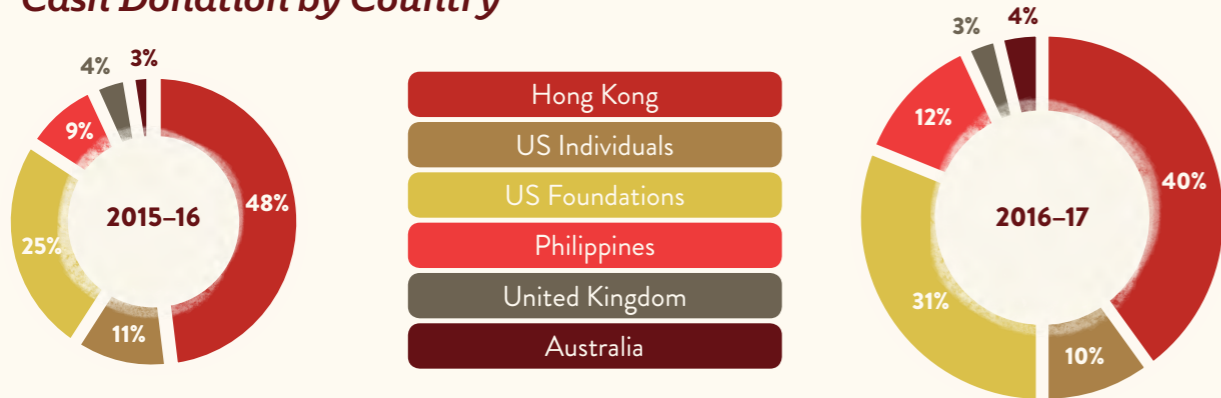 Cash Donation by Country
4%
3%
9%
48%
2015–16
25%
11%
Hong Kong
US Individuals
US Foundations
Philippines
United Kingdom
Australia
3%
4%
12%
40%
2016–17
31%
10%